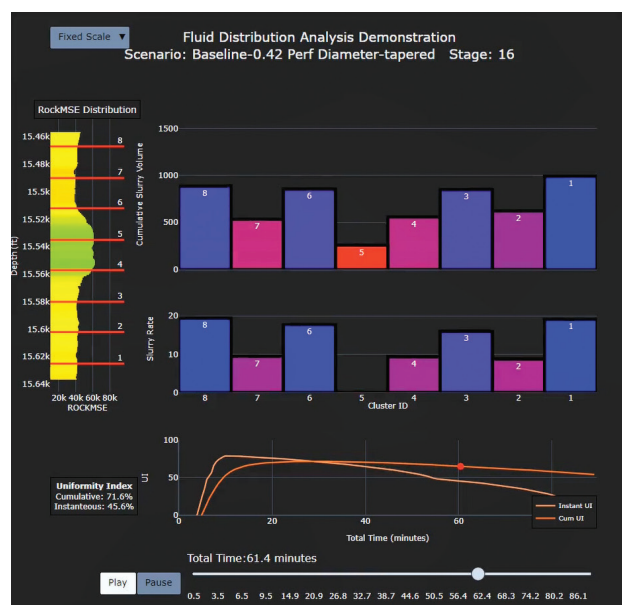 Fixed Scale ▼
Fluid Distribution Analysis Demonstration
Scenario: Baseline-0.42 Perf Diameter-tapered Stage: 16
RockMSE Distribution
15.46k
15.48k
15.5k
15.52k
15.54k
15.56k
15.58k
15.6k
15.62k
15.64k
Depth (ft)
8
7
6
5
4
3
2
1
20k 40k 60k 80k
ROCKMSE
Cumulative Slurry Volume
1500
1000
500
0
8 7 6 5 4 3 2 1
Slurry Rate
20
10
0
8 7 6 4 3 2 1
8 7 6 5 4 3 2 1
Cluster ID
UI
100
50
0
0 20 40 60
Total Time (minutes)
Instant UI
Cum UI
Uniformity Index
Cumulative: 71.6%
Instanteous: 45.6%
Total Time:61.4 minutes
Play Pause
0.5 3.5 6.5 9.5 14.9 20.9 26.8 32.7 38.7 44.6 50.5 56.4 62.4 68.3 74.2 80.2 86.1